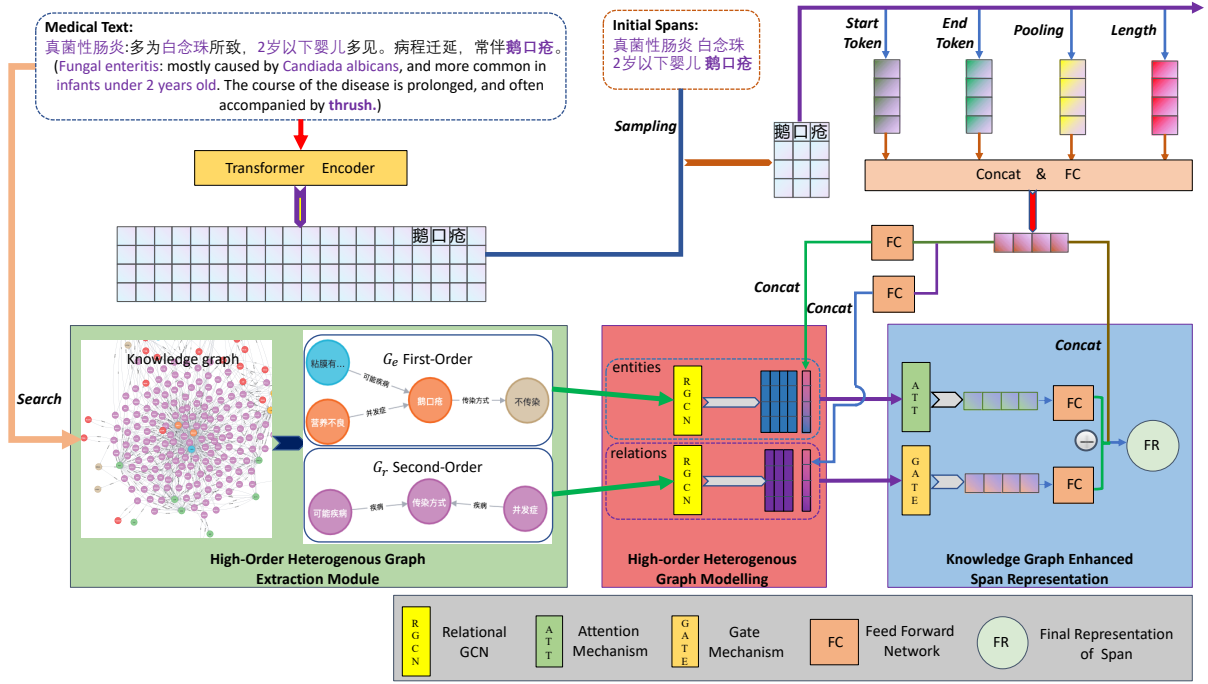 Medical Text:
真菌性肠炎:多为白念珠所致，2岁以下婴儿多见。病程迁延，常伴鹅口疮。
(Fungal enteritis: mostly caused by Candiada albicans, and more common in
infants under 2 years old. The course of the disease is prolonged, and often
accompanied by thrush.)
Initial Spans:
真菌性肠炎 白念珠
2岁以下婴儿 鹅口疮
Start
Token
End
Token
Pooling
Length
Sampling
鹅口疮
Transformer Encoder
Concat & FC
鹅口疮
FC
FC
Concat
Concat
Concat
Search
Knowledge graph
G_e First-Order
粘膜有...
可能疾病
鹅口疮
传染方式
不传染
营养不良
并发症
G_r Second-Order
可能疾病
疾病
传染方式
疾病
并发症
High-Order Heterogenous Graph
Extraction Module
entities
RGCN
relations
RGCN
High-order Heterogenous
Graph Modelling
ATT
FC
GATE
FC
FR
Knowledge Graph Enhanced
Span Representation
RGCN
Relational
GCN
ATT
Attention
Mechanism
GATE
Gate
Mechanism
FC
Feed Forward
Network
FR
Final Representation
of Span